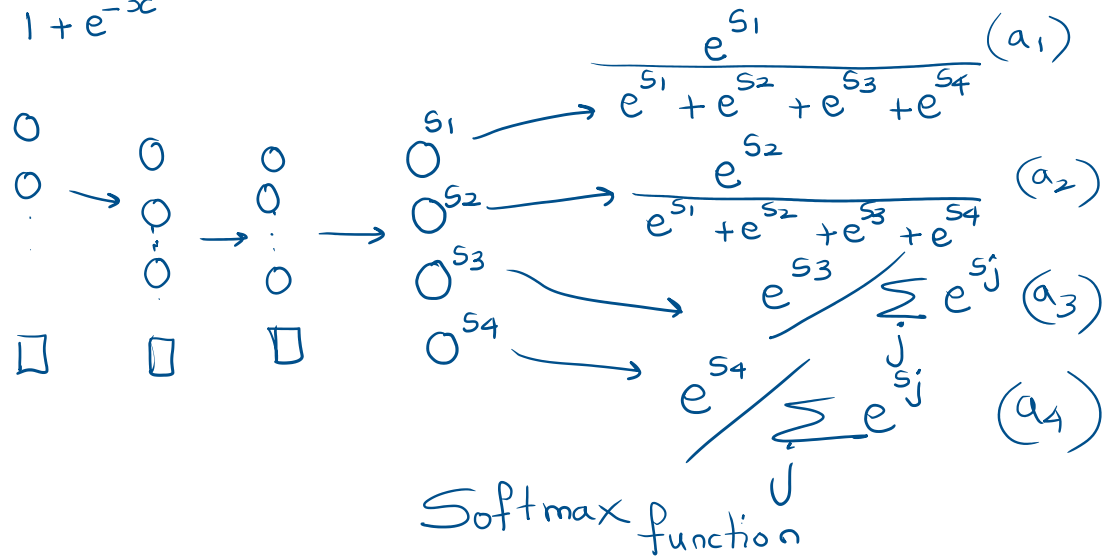 1 + e^-x
e^S1 (a1)
e^S1 + e^S2 + e^S3 + e^S4
S1
e^S2 (a2)
e^S1 + e^S2 + e^S3 + e^S4
S2
S3
e^S3 / Σj e^Sj (a3)
S4
e^S4 / Σj e^Sj (a4)
Softmax function